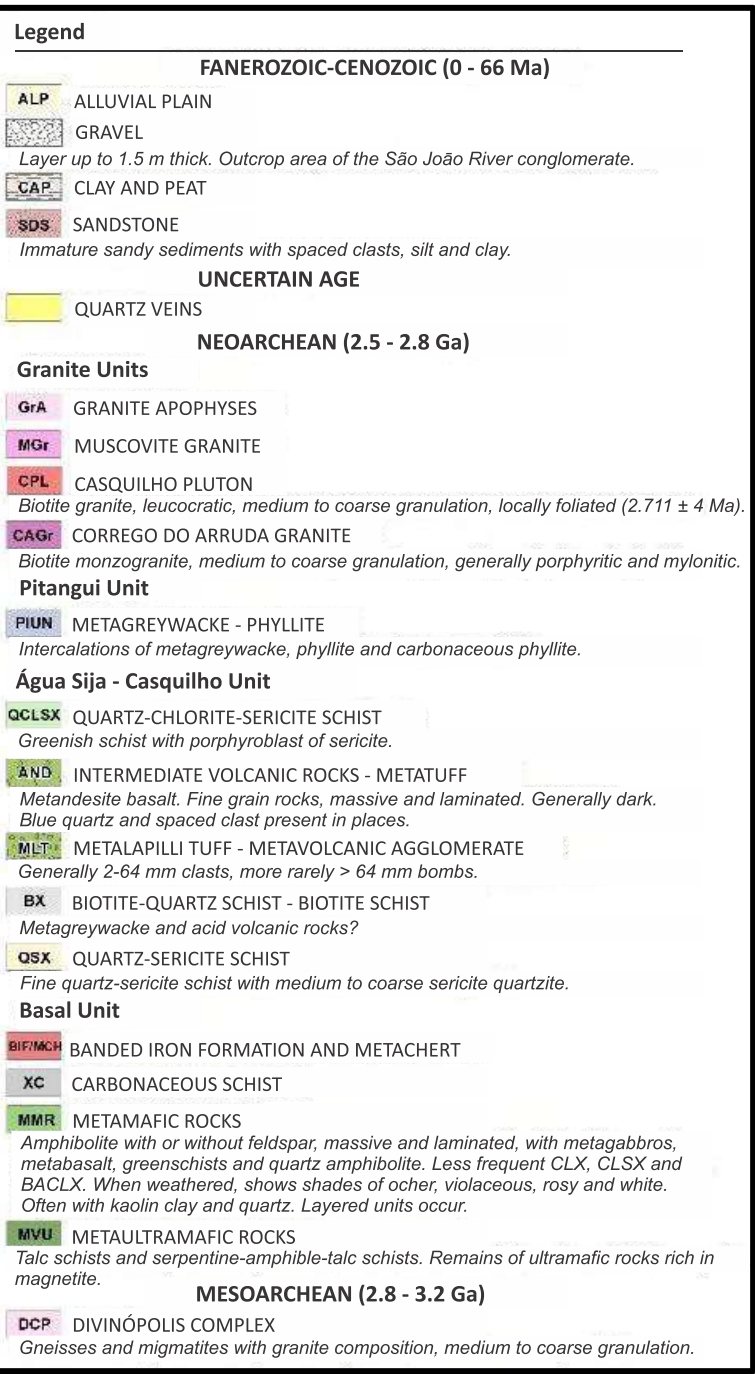 Legend
FANEROZOIC-CENOZOIC (0 - 66 Ma)
ALP ALLUVIAL PLAIN
GRAVEL
Layer up to 1.5 m thick. Outcrop area of the São João River conglomerate.
CAP CLAY AND PEAT
SDS SANDSTONE
Immature sandy sediments with spaced clasts, silt and clay.
UNCERTAIN AGE
QUARTZ VEINS
NEOARCHEAN (2.5 - 2.8 Ga)
Granite Units
GrA GRANITE APOPHYSES
MGr MUSCOVITE GRANITE
CPL CASQUILHO PLUTON
Biotite granite, leucocratic, medium to coarse granulation, locally foliated (2.711 ± 4 Ma).
CAGr CORREGO DO ARRUDA GRANITE
Biotite monzogranite, medium to coarse granulation, generally porphyritic and mylonitic.
Pitangui Unit
PIUN METAGREYWACKE - PHYLLITE
Intercalations of metagreywacke, phyllite and carbonaceous phyllite.
Água Sija - Casquilho Unit
QCLSX QUARTZ-CHLORITE-SERICITE SCHIST
Greenish schist with porphyroblast of sericite.
AND INTERMEDIATE VOLCANIC ROCKS - METATUFF
Metandesite basalt. Fine grain rocks, massive and laminated. Generally dark.
Blue quartz and spaced clast present in places.
MLT METALAPILLI TUFF - METAVOLCANIC AGGLOMERATE
Generally 2-64 mm clasts, more rarely > 64 mm bombs.
BX BIOTITE-QUARTZ SCHIST - BIOTITE SCHIST
Metagreywacke and acid volcanic rocks?
QSX QUARTZ-SERICITE SCHIST
Fine quartz-sericite schist with medium to coarse sericite quartzite.
Basal Unit
BIF/MCH BANDED IRON FORMATION AND METACHERT
XC CARBONACEOUS SCHIST
MMR METAMAFIC ROCKS
Amphibolite with or without feldspar, massive and laminated, with metagabbros,
metabasalt, greenschists and quartz amphibolite. Less frequent CLX, CLSX and
BACLX. When weathered, shows shades of ocher, violaceous, rosy and white.
Often with kaolin clay and quartz. Layered units occur.
MVU METAULTRAMAFIC ROCKS
Talc schists and serpentine-amphible-talc schists. Remains of ultramafic rocks rich in
magnetite.
MESOARCHEAN (2.8 - 3.2 Ga)
DCP DIVINÓPOLIS COMPLEX
Gneisses and migmatites with granite composition, medium to coarse granulation.